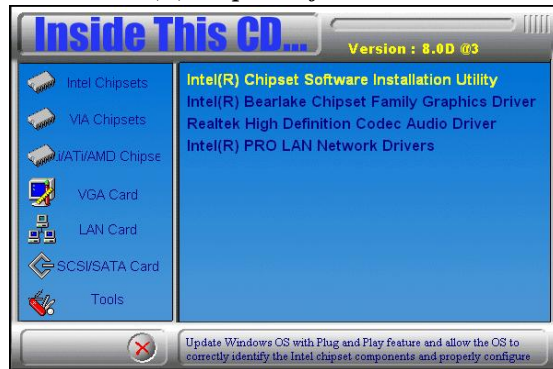 Inside This CD...
Version : 8.0D @3
Intel Chipsets
VIA Chipsets
i/ATi/AMD Chipse
VGA Card
LAN Card
SCSI/SATA Card
Tools
Intel(R) Chipset Software Installation Utility
Intel(R) Bearlake Chipset Family Graphics Driver
Realtek High Definition Codec Audio Driver
Intel(R) PRO LAN Network Drivers
Update Windows OS with Plug and Play feature and allow the OS to
correctly identify the Intel chipset components and properly configure